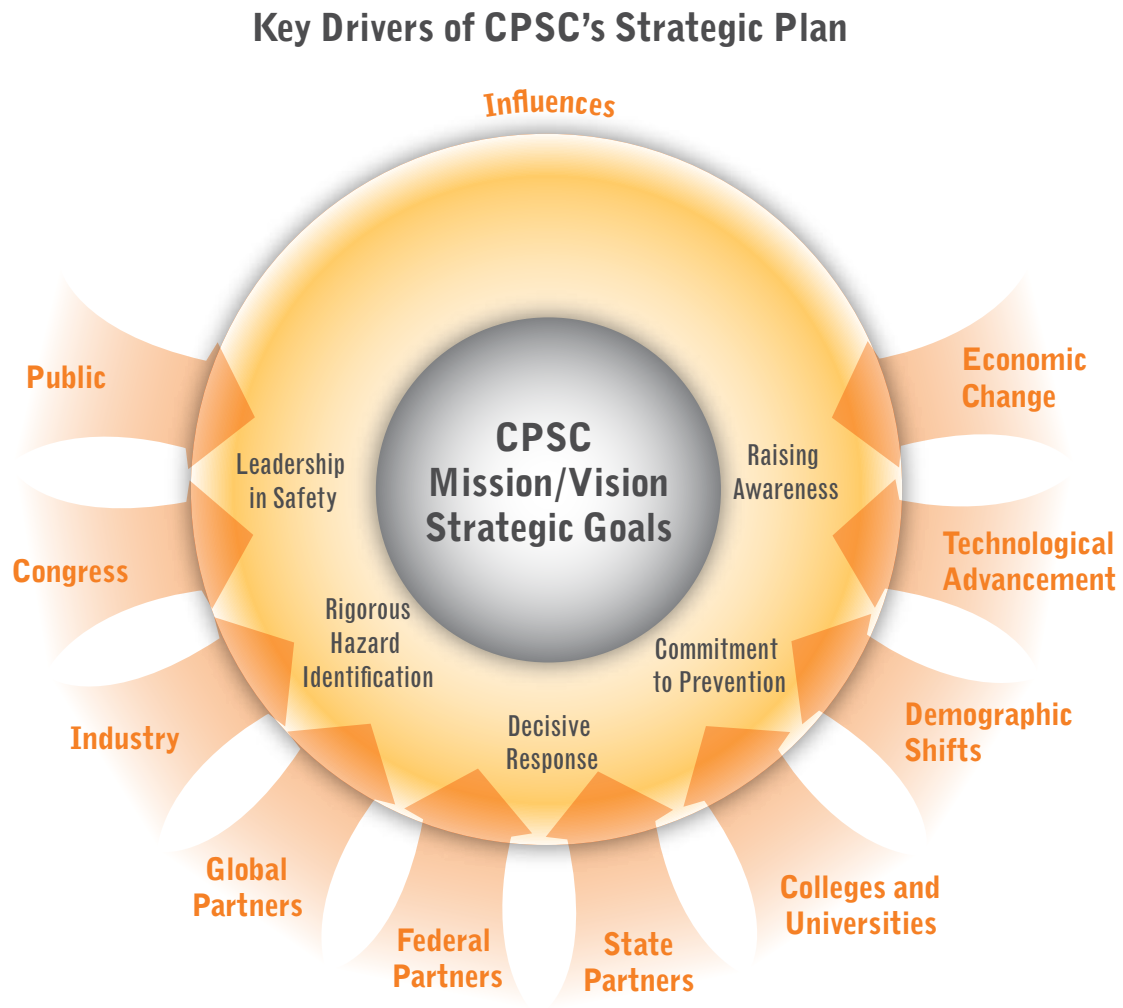 Key Drivers of CPSC’s Strategic Plan
Influences
CPSC
Mission/Vision
Strategic Goals
Leadership
in Safety
Rigorous
Hazard
Identification
Decisive
Response
Commitment
to Prevention
Raising
Awareness
Public
Congress
Industry
Global
Partners
Federal
Partners
State
Partners
Colleges and
Universities
Demographic
Shifts
Technological
Advancement
Economic
Change